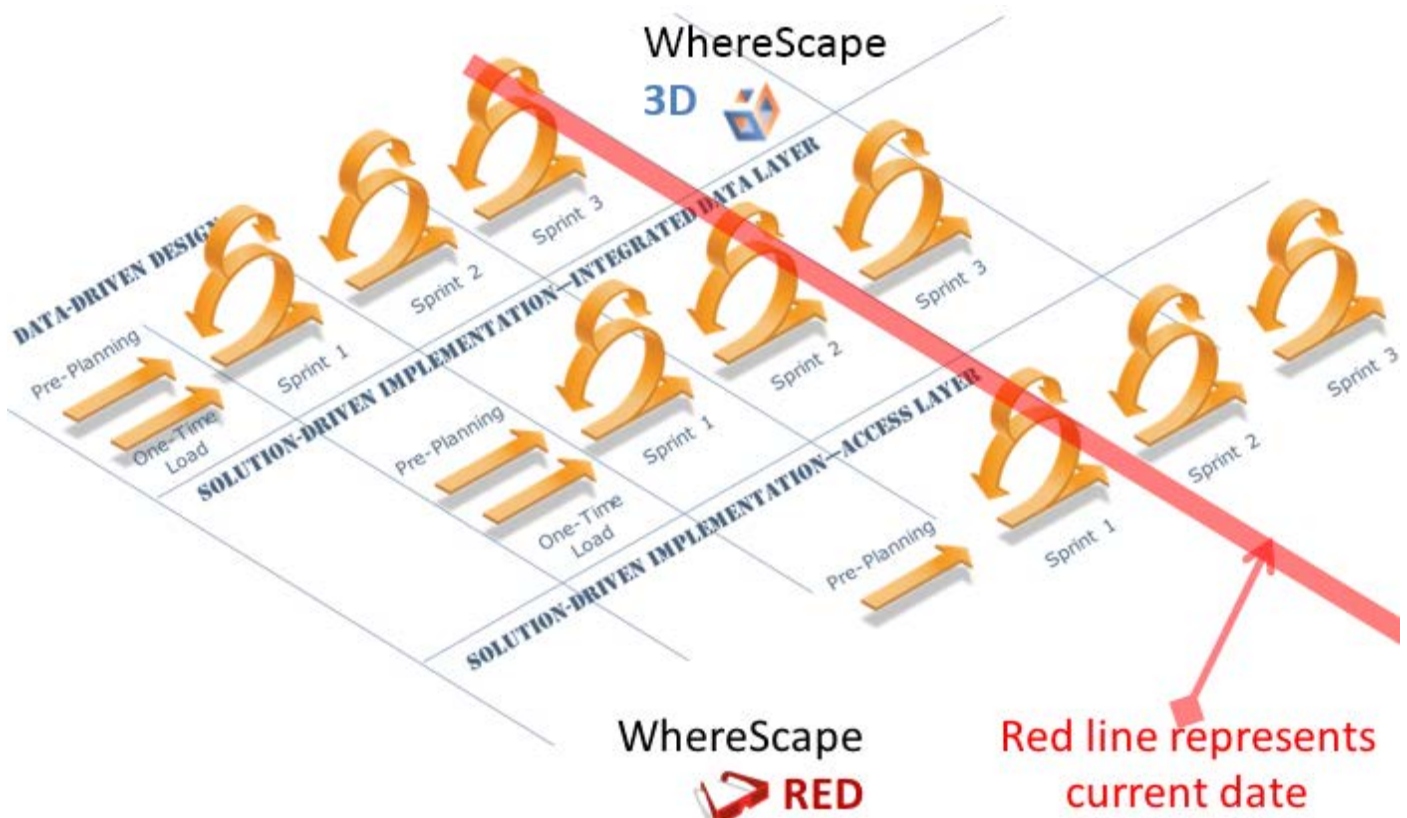 WhereScape
3D
DATA-DRIVEN DESIGN
Pre-Planning
One-Time
Load
Sprint 1
Sprint 2
Sprint 3
SOLUTION-DRIVEN IMPLEMENTATION—INTEGRATED DATA LAYER
Pre-Planning
One-Time
Load
Sprint 1
Sprint 2
Sprint 3
SOLUTION-DRIVEN IMPLEMENTATION—ACCESS LAYER
Pre-Planning
Sprint 1
Sprint 2
Sprint 3
WhereScape
RED
Red line represents
current date